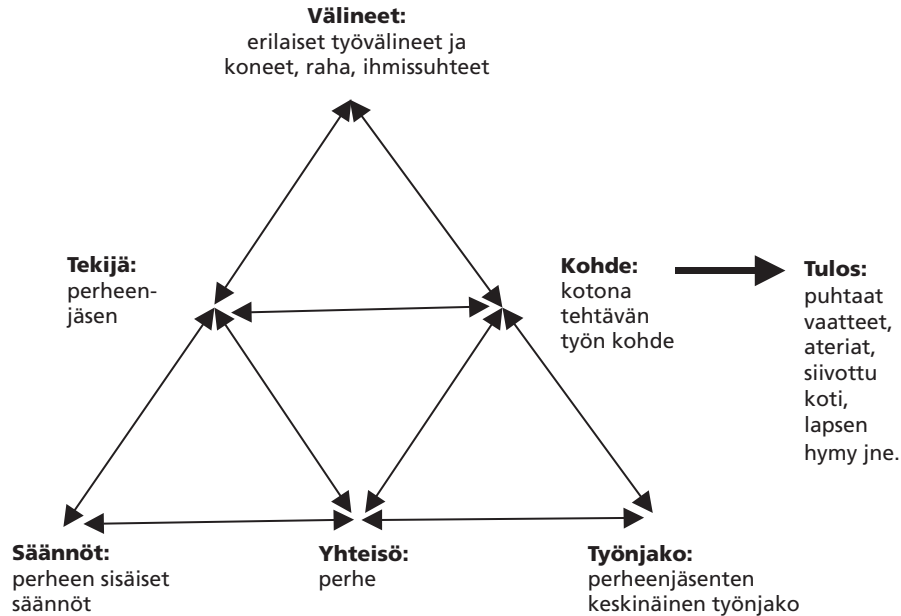 Välineet:
erilaiset työvälineet ja
koneet, raha, ihmissuhteet
Tekijä:
perheen-
jäsen
Kohde:
kotona
tehtävän
työn kohde
Tulos:
puhtaat
vaatteet,
ateriat,
siivottu
koti,
lapsen
hymy jne.
Säännöt:
perheen sisäiset
säännöt
Yhteisö:
perhe
Työnjako:
perheenjäsenten
keskinäinen työnjako